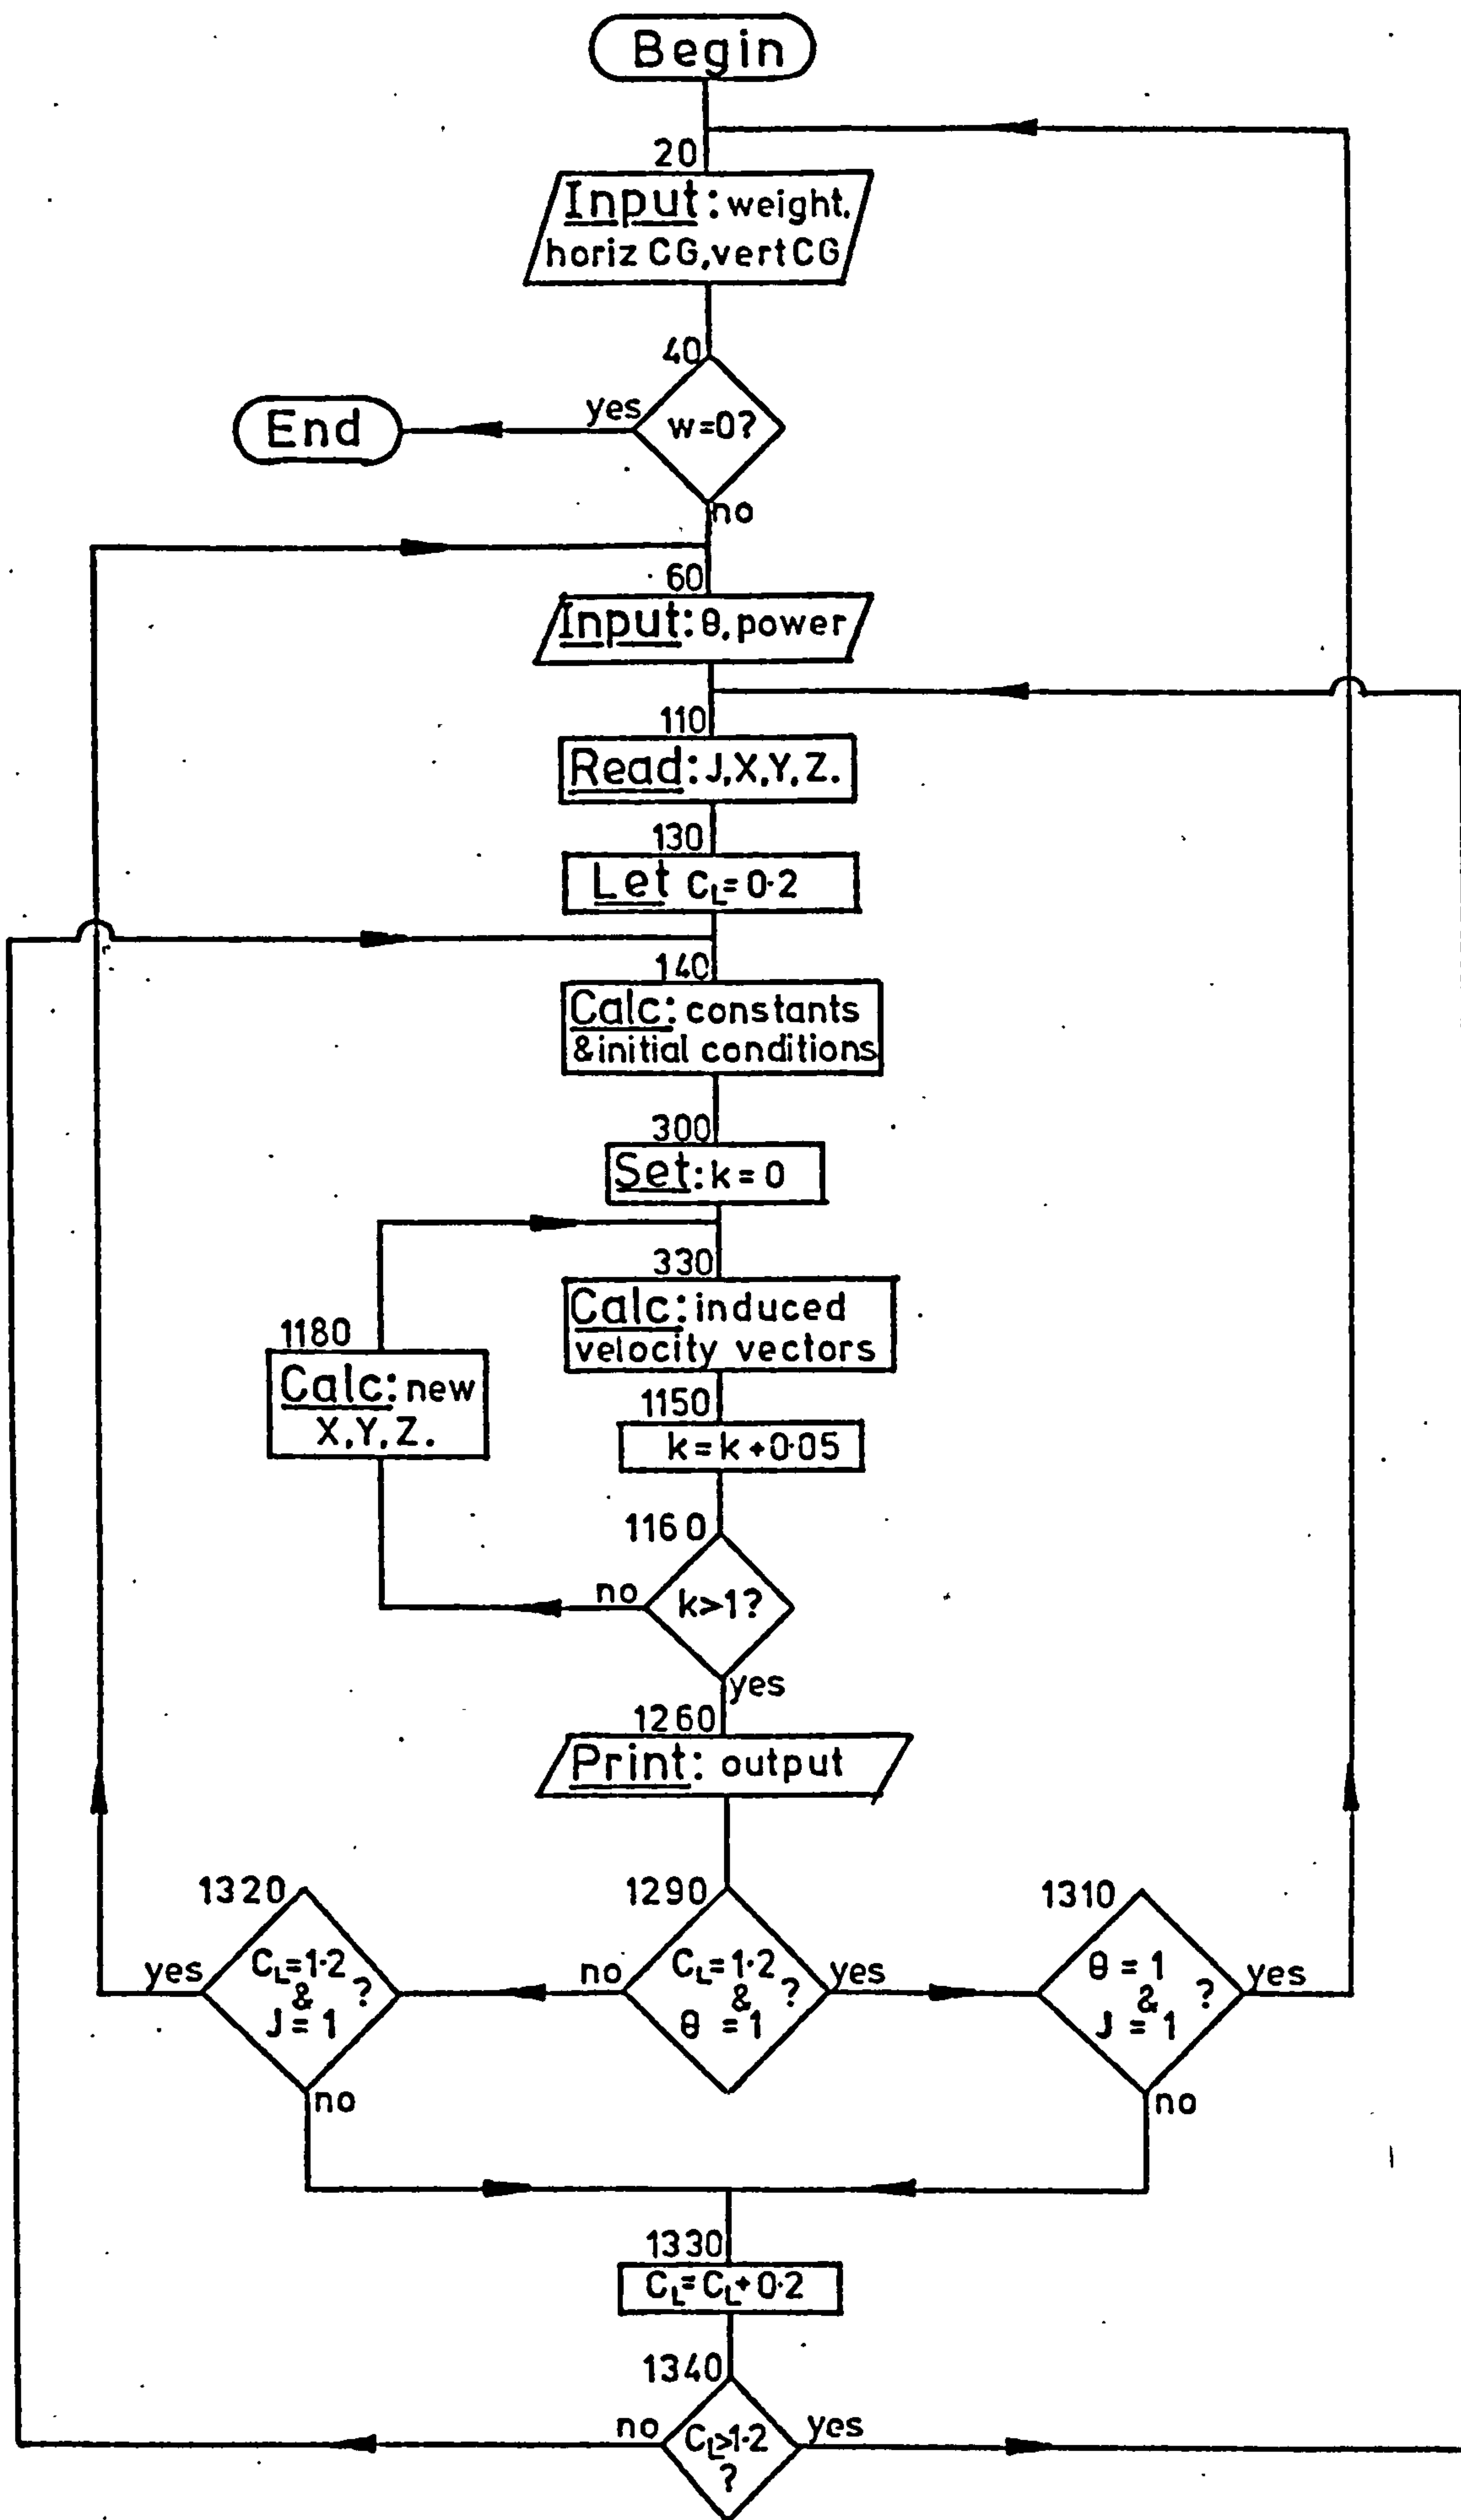 Begin
20
Input: weight,
horiz CG, vert CG
40
w=0?
yes
End
no
60
Input: θ, power
110
Read: J, X, Y, Z.
130
Let CL=0·2
140
Calc: constants
& initial conditions
300
Set: k=0
330
Calc: induced
velocity vectors
1180
Calc: new
X, Y, Z.
1150
k=k+0·05
1160
k>1?
no
yes
1260
Print: output
1320
CL=1·2
&
J=1
?
yes
no
1290
CL=1·2
&
θ=1
?
no
yes
1310
θ=1
&
J=1
?
yes
no
1330
CL=CL+0·2
1340
CL>1·2
?
no
yes